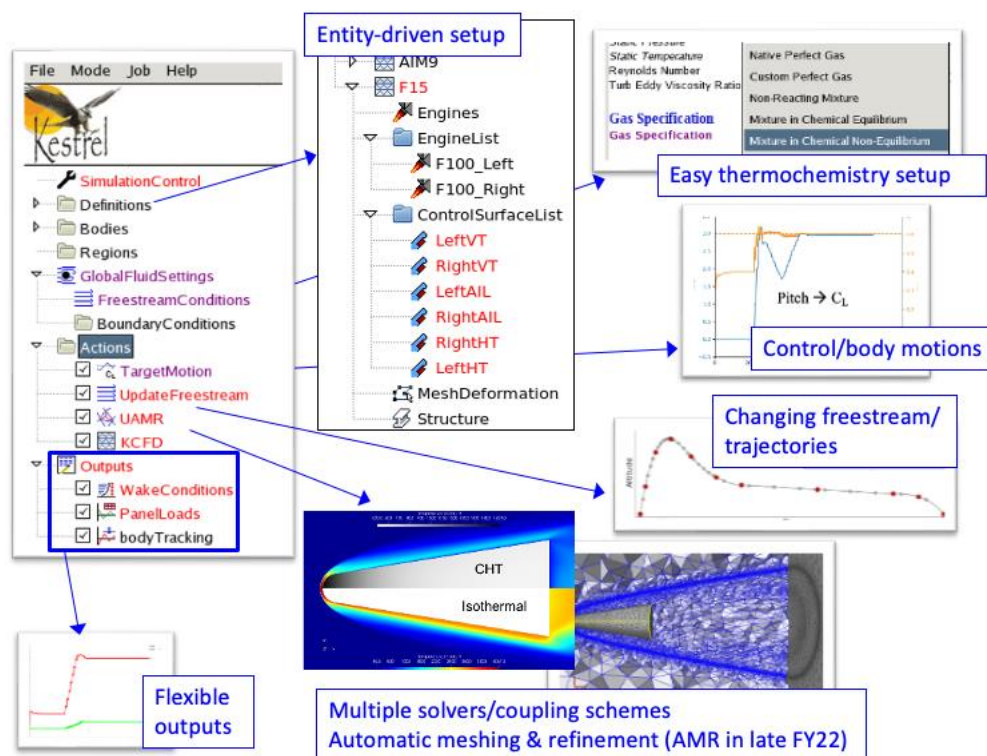 File Mode Job Help
Kestrel
SimulationControl
Definitions
Bodies
Regions
GlobalFluidSettings
FreestreamConditions
BoundaryConditions
Actions
TargetMotion
UpdateFreestream
UAMR
KCFD
Outputs
WakeConditions
PanelLoads
bodyTracking
Entity-driven setup
AIM9
F15
Engines
EngineList
F100_Left
F100_Right
ControlSurfaceList
LeftVT
RightVT
LeftAIL
RightAIL
RightHT
LeftHT
MeshDeformation
Structure
Static Pressure
Static Temperature
Reynolds Number
Turb Eddy Viscosity Ratio
Gas Specification
Gas Specification
Native Perfect Gas
Custom Perfect Gas
Non-Reacting Mixture
Mixture in Chemical Equilibrium
Mixture in Chemical Non-Equilibrium
Easy thermochemistry setup
Pitch → CL
Control/body motions
Changing freestream/
trajectories
Altitude
CHT
Isothermal
Flexible
outputs
Multiple solvers/coupling schemes
Automatic meshing & refinement (AMR in late FY22)